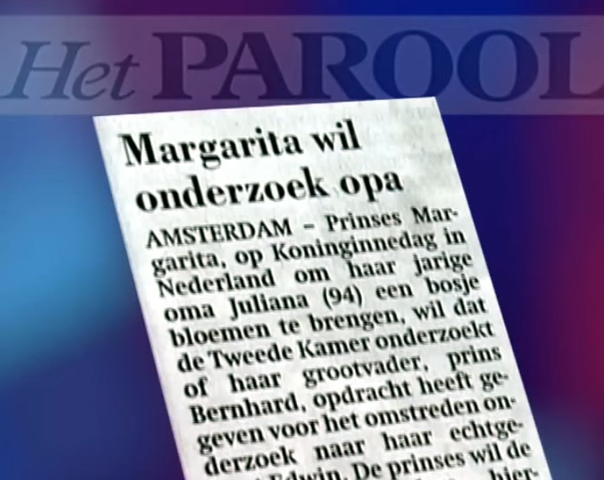 Het PAROOL
Margarita wil
onderzoek opa
AMSTERDAM – Prinses Mar-
garita, op Koninginnedag in
Nederland om haar jarige
oma Juliana (94) een bosje
bloemen te brengen, wil dat
de Tweede Kamer onderzoekt
of haar grootvader, prins
Bernhard, opdracht heeft ge-
geven voor het omstreden on-
derzoek naar haar echtge-
Edwin. De prinses wil de
hier-